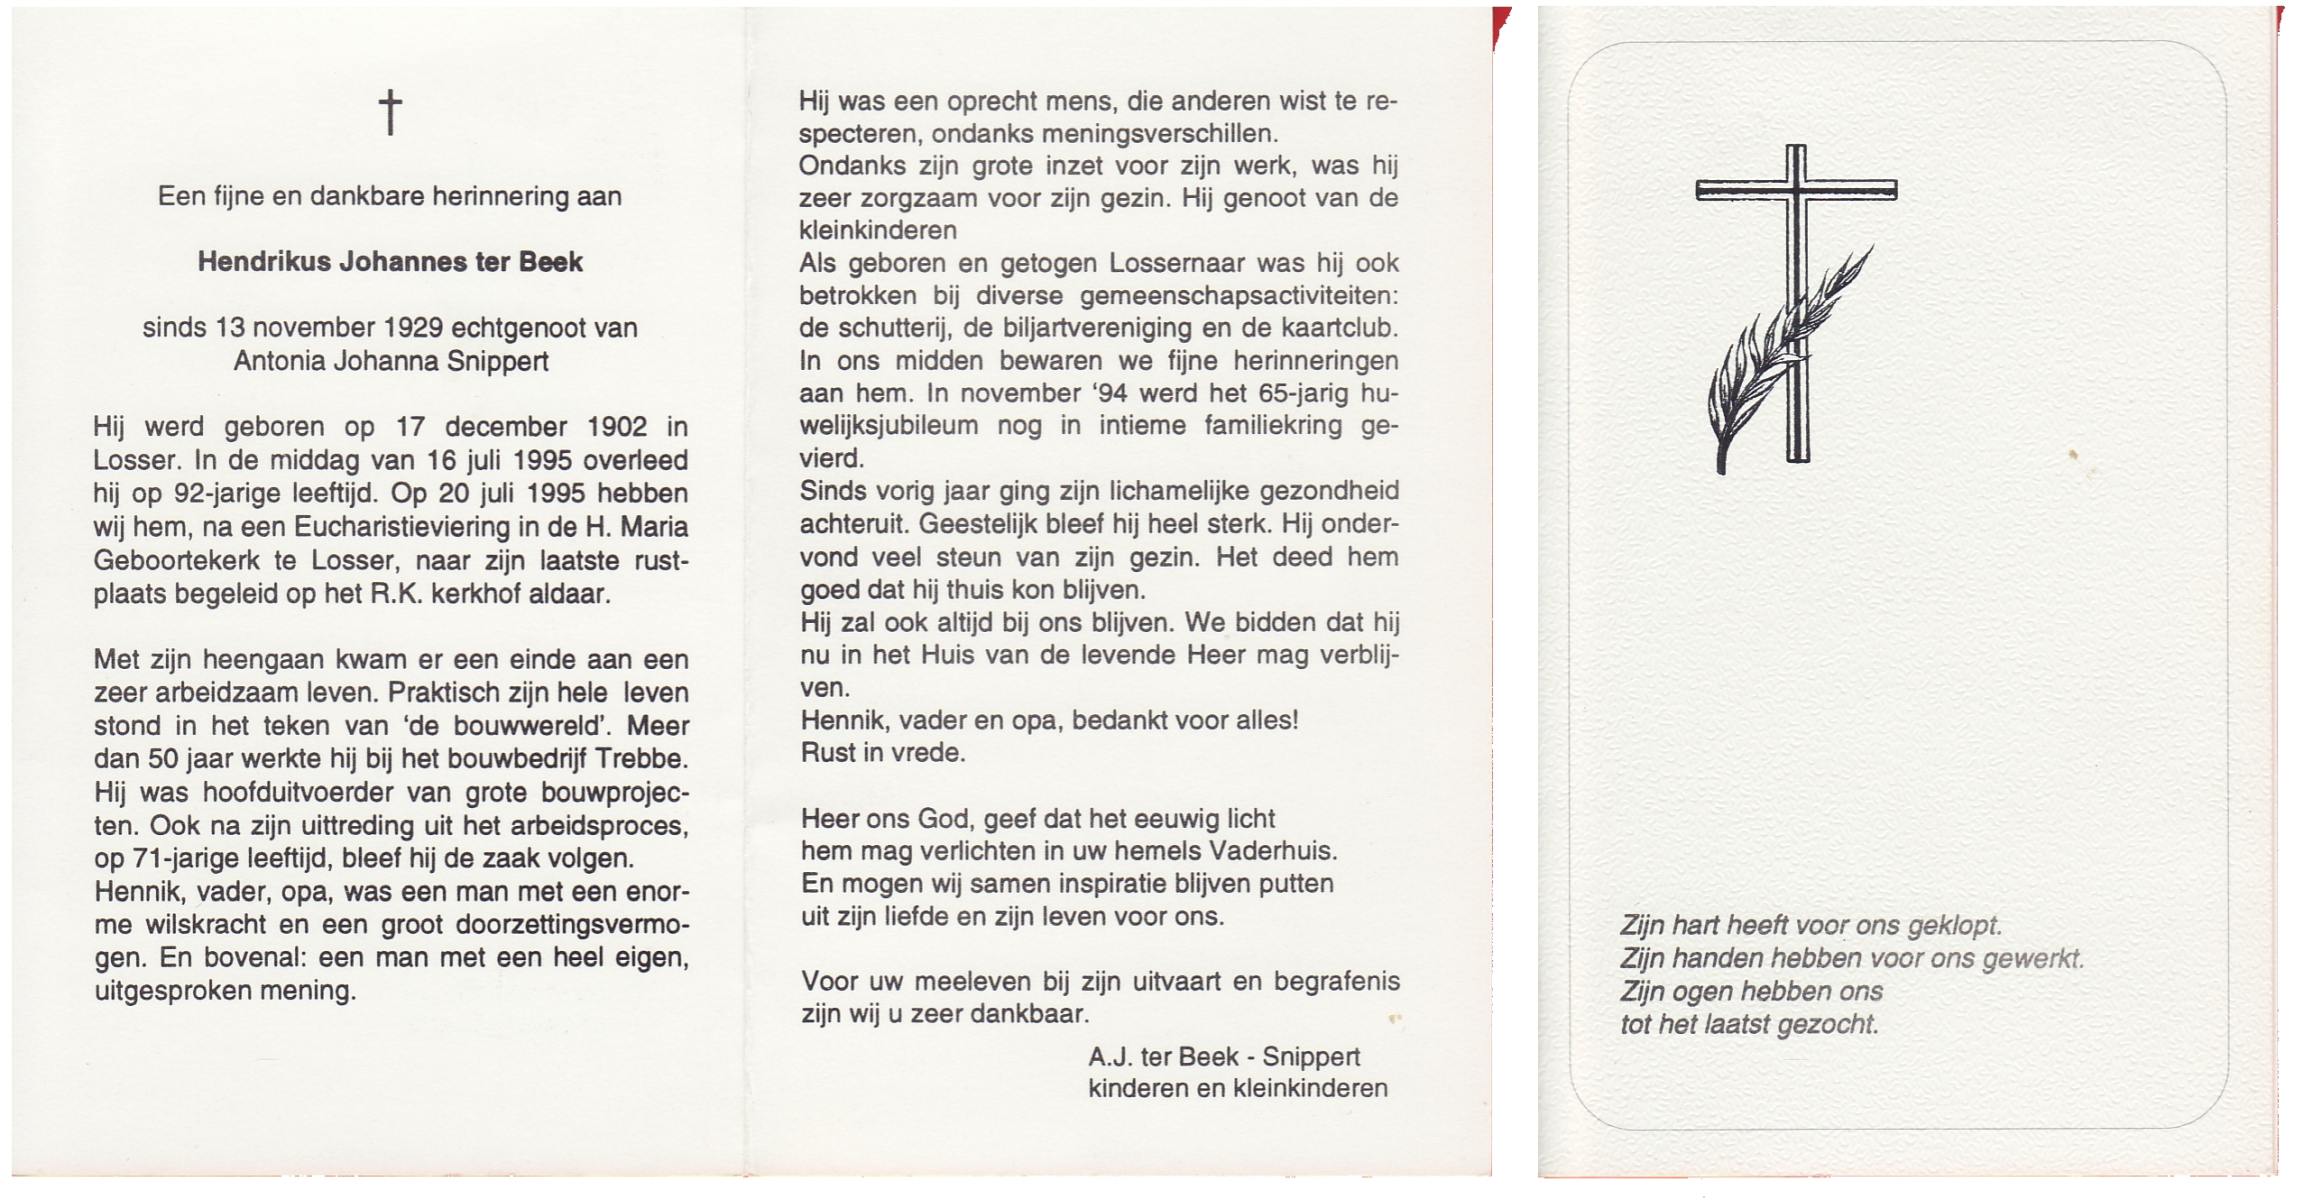 Een fijne en dankbare herinnering aan
Hendrikus Johannes ter Beek
sinds 13 november 1929 echtgenoot van
Antonia Johanna Snippert
Hij werd geboren op 17 december 1902 in
Losser. In de middag van 16 juli 1995 overleed
hij op 92-jarige leeftijd. Op 20 juli 1995 hebben
wij hem, na een Eucharistieviering in de H. Maria
Geboortekerk te Losser, naar zijn laatste rust-
plaats begeleid op het R.K. kerkhof aldaar.
Met zijn heengaan kwam er een einde aan een
zeer arbeidzaam leven. Praktisch zijn hele leven
stond in het teken van ‘de bouwwereld’. Meer
dan 50 jaar werkte hij bij het bouwbedrijf Trebbe.
Hij was hoofduitvoerder van grote bouwprojec-
ten. Ook na zijn uittreding uit het arbeidsproces,
op 71-jarige leeftijd, bleef hij de zaak volgen.
Hennik, vader, opa, was een man met een enor-
me wilskracht en een groot doorzettingsvermo-
gen. En bovenal: een man met een heel eigen,
uitgesproken mening.
Hij was een oprecht mens, die anderen wist te re-
specteren, ondanks meningsverschillen.
Ondanks zijn grote inzet voor zijn werk, was hij
zeer zorgzaam voor zijn gezin. Hij genoot van de
kleinkinderen
Als geboren en getogen Lossernaar was hij ook
betrokken bij diverse gemeenschapsactiviteiten:
de schutterij, de biljartvereniging en de kaartclub.
In ons midden bewaren we fijne herinneringen
aan hem. In november ‘94 werd het 65-jarig hu-
welijksjubileum nog in intieme familiekring ge-
vierd.
Sinds vorig jaar ging zijn lichamelijke gezondheid
achteruit. Geestelijk bleef hij heel sterk. Hij onder-
vond veel steun van zijn gezin. Het deed hem
goed dat hij thuis kon blijven.
Hij zal ook altijd bij ons blijven. We bidden dat hij
nu in het Huis van de levende Heer mag verblij-
ven.
Hennik, vader en opa, bedankt voor alles!
Rust in vrede.
Heer ons God, geef dat het eeuwig licht
hem mag verlichten in uw hemels Vaderhuis.
En mogen wij samen inspiratie blijven putten
uit zijn liefde en zijn leven voor ons.
Voor uw meeleven bij zijn uitvaart en begrafenis
zijn wij u zeer dankbaar.
A.J. ter Beek - Snippert
kinderen en kleinkinderen
Zijn hart heeft voor ons geklopt.
Zijn handen hebben voor ons gewerkt.
Zijn ogen hebben ons
tot het laatst gezocht.